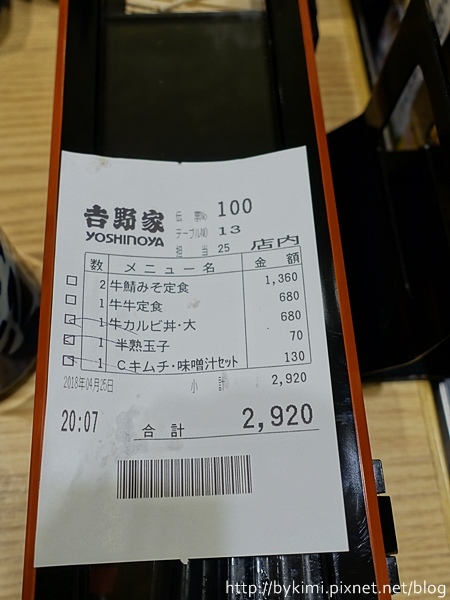 吉野家
YOSHINOYA
伝票No 100
テーブルNO 13
担当 25 店内
数 メニュー名 金額
2 牛鯖みそ定食 1,360
1 牛牛定食 680
1 牛カルビ丼・大 680
1 半熟玉子 70
1 Cキムチ・味噌汁セット 130
2018年04月25日 小計 2,920
20:07 合計 2,920
http://bykimi.pixnet.net/blog